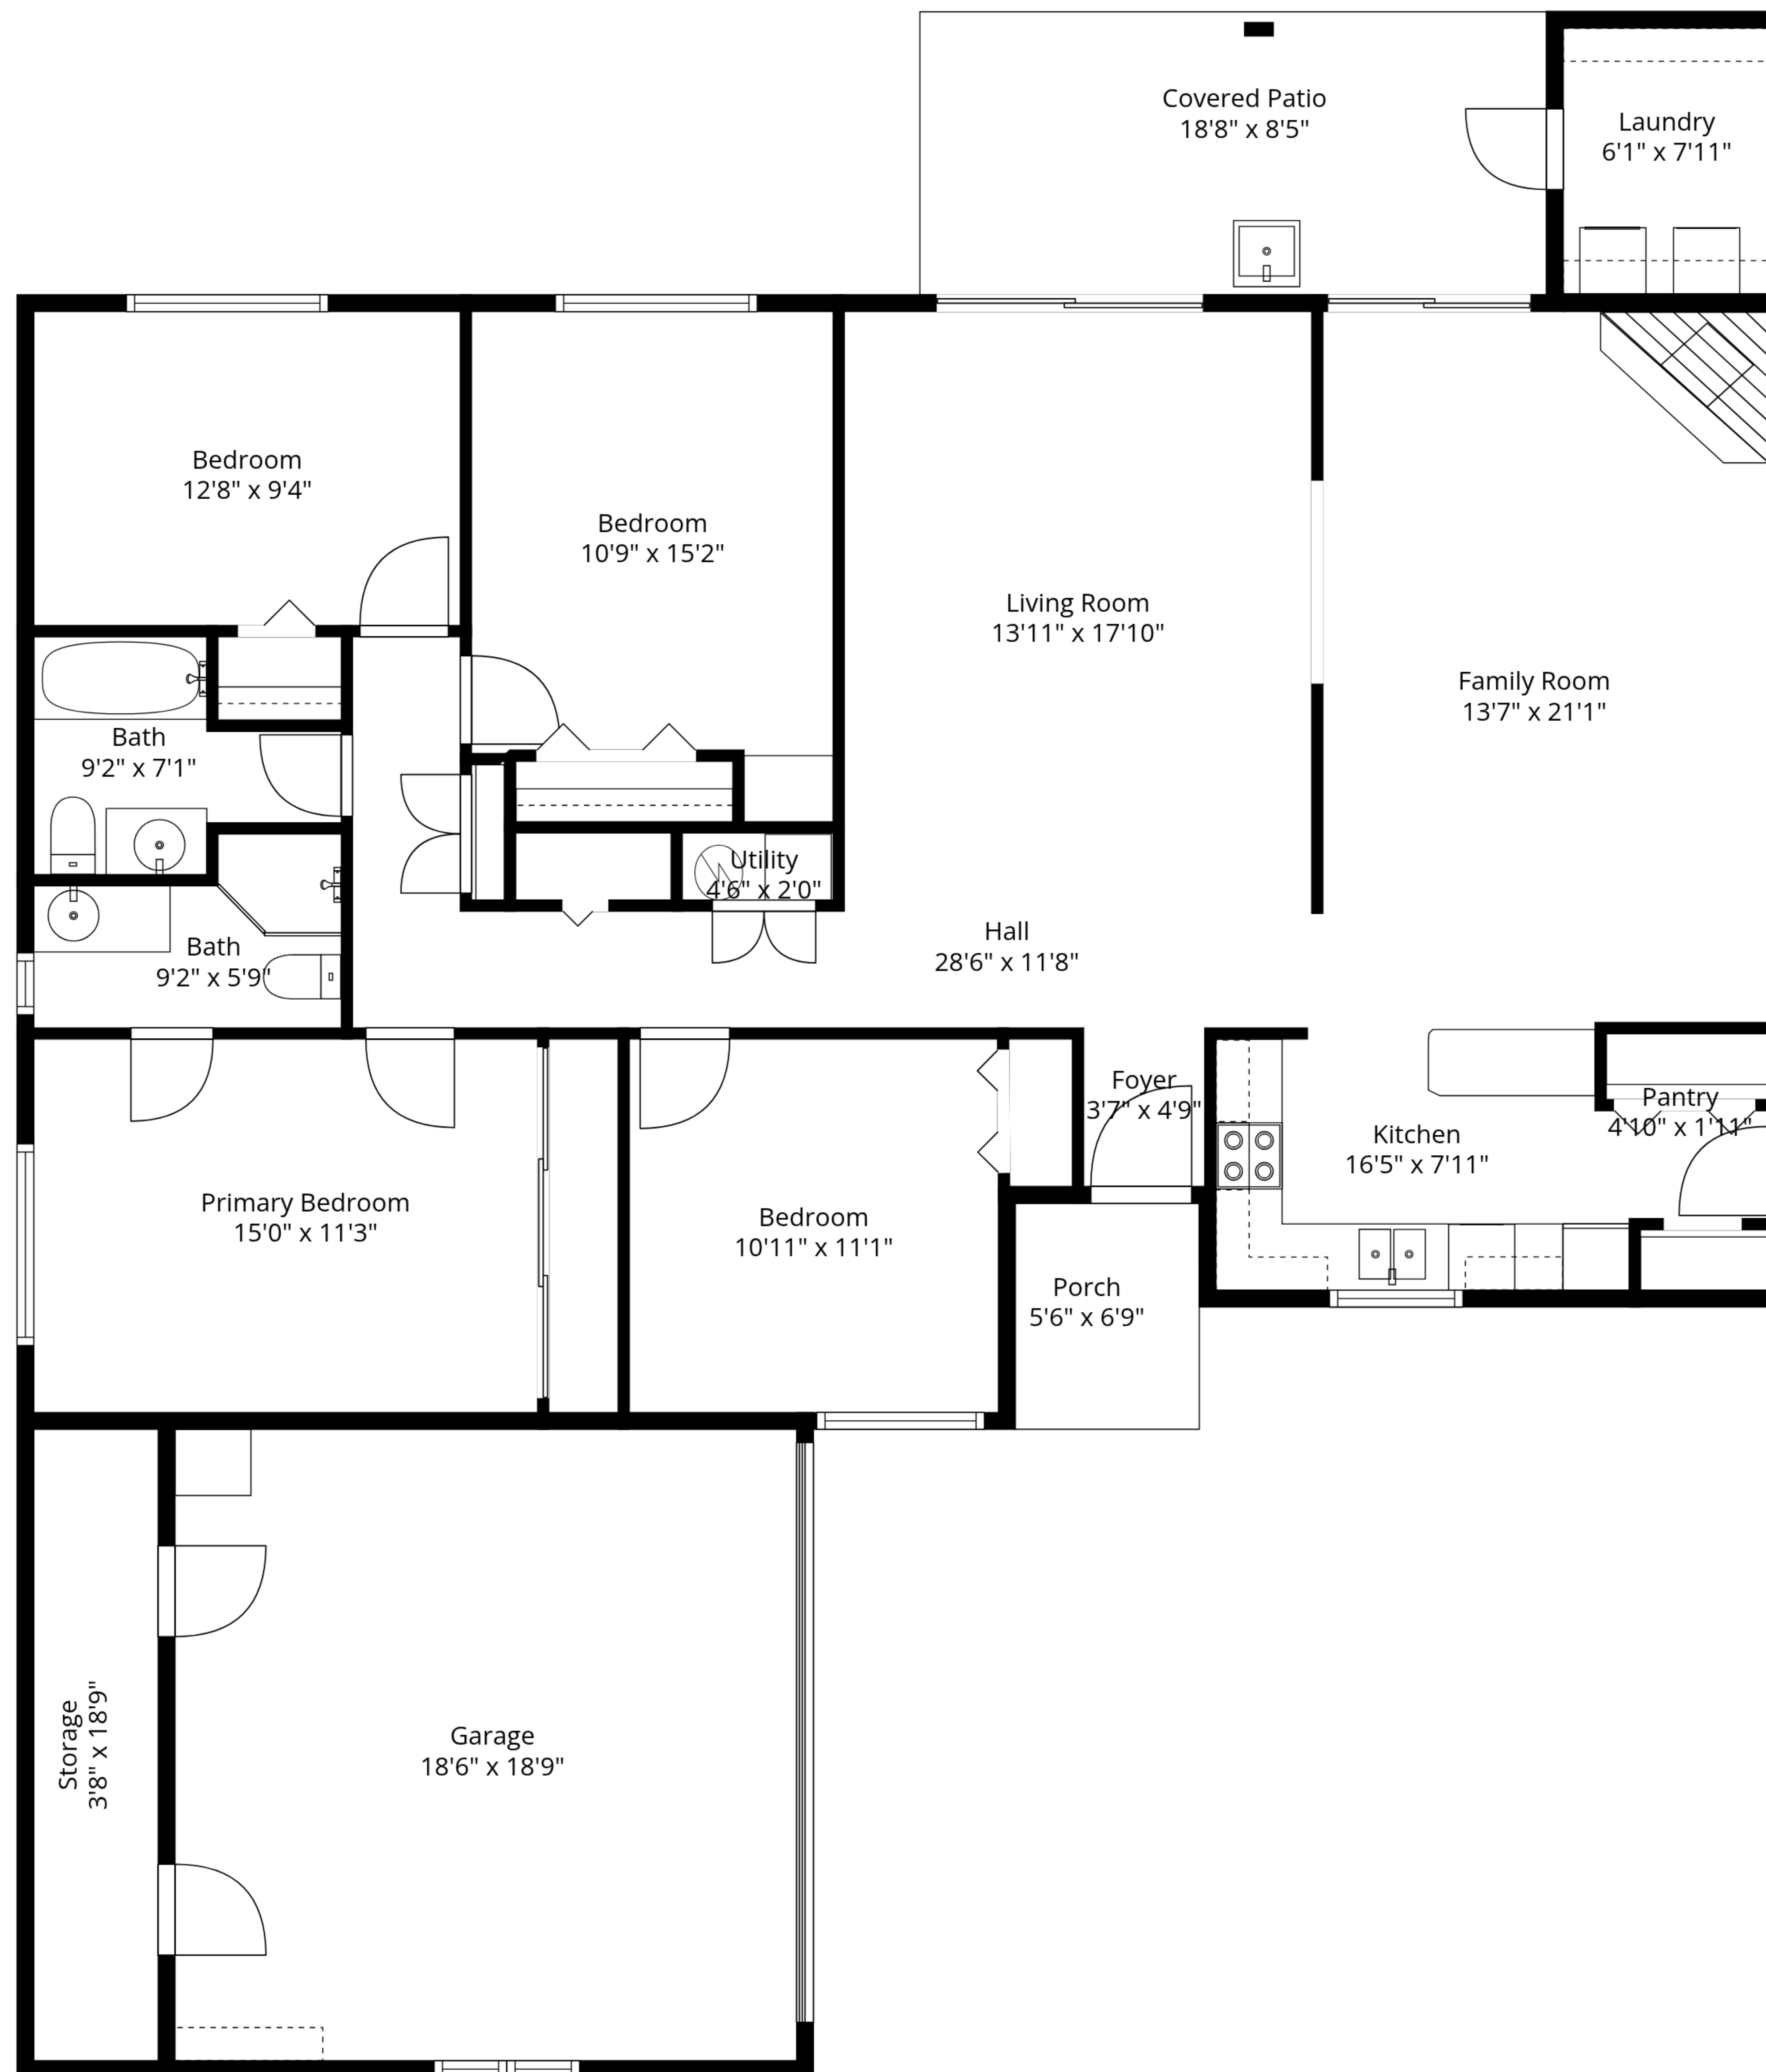 Covered Patio
18'8" x 8'5"
Laundry
6'1" x 7'11"
Bedroom
12'8" x 9'4"
Bedroom
10'9" x 15'2"
Living Room
13'11" x 17'10"
Family Room
13'7" x 21'1"
Bath
9'2" x 7'1"
Utility
4'6" x 2'0"
Bath
9'2" x 5'9"
Hall
28'6" x 11'8"
Foyer
3'7" x 4'9"
Pantry
4'10" x 1'11"
Kitchen
16'5" x 7'11"
Primary Bedroom
15'0" x 11'3"
Bedroom
10'11" x 11'1"
Porch
5'6" x 6'9"
Storage
3'8" x 18'9"
Garage
18'6" x 18'9"